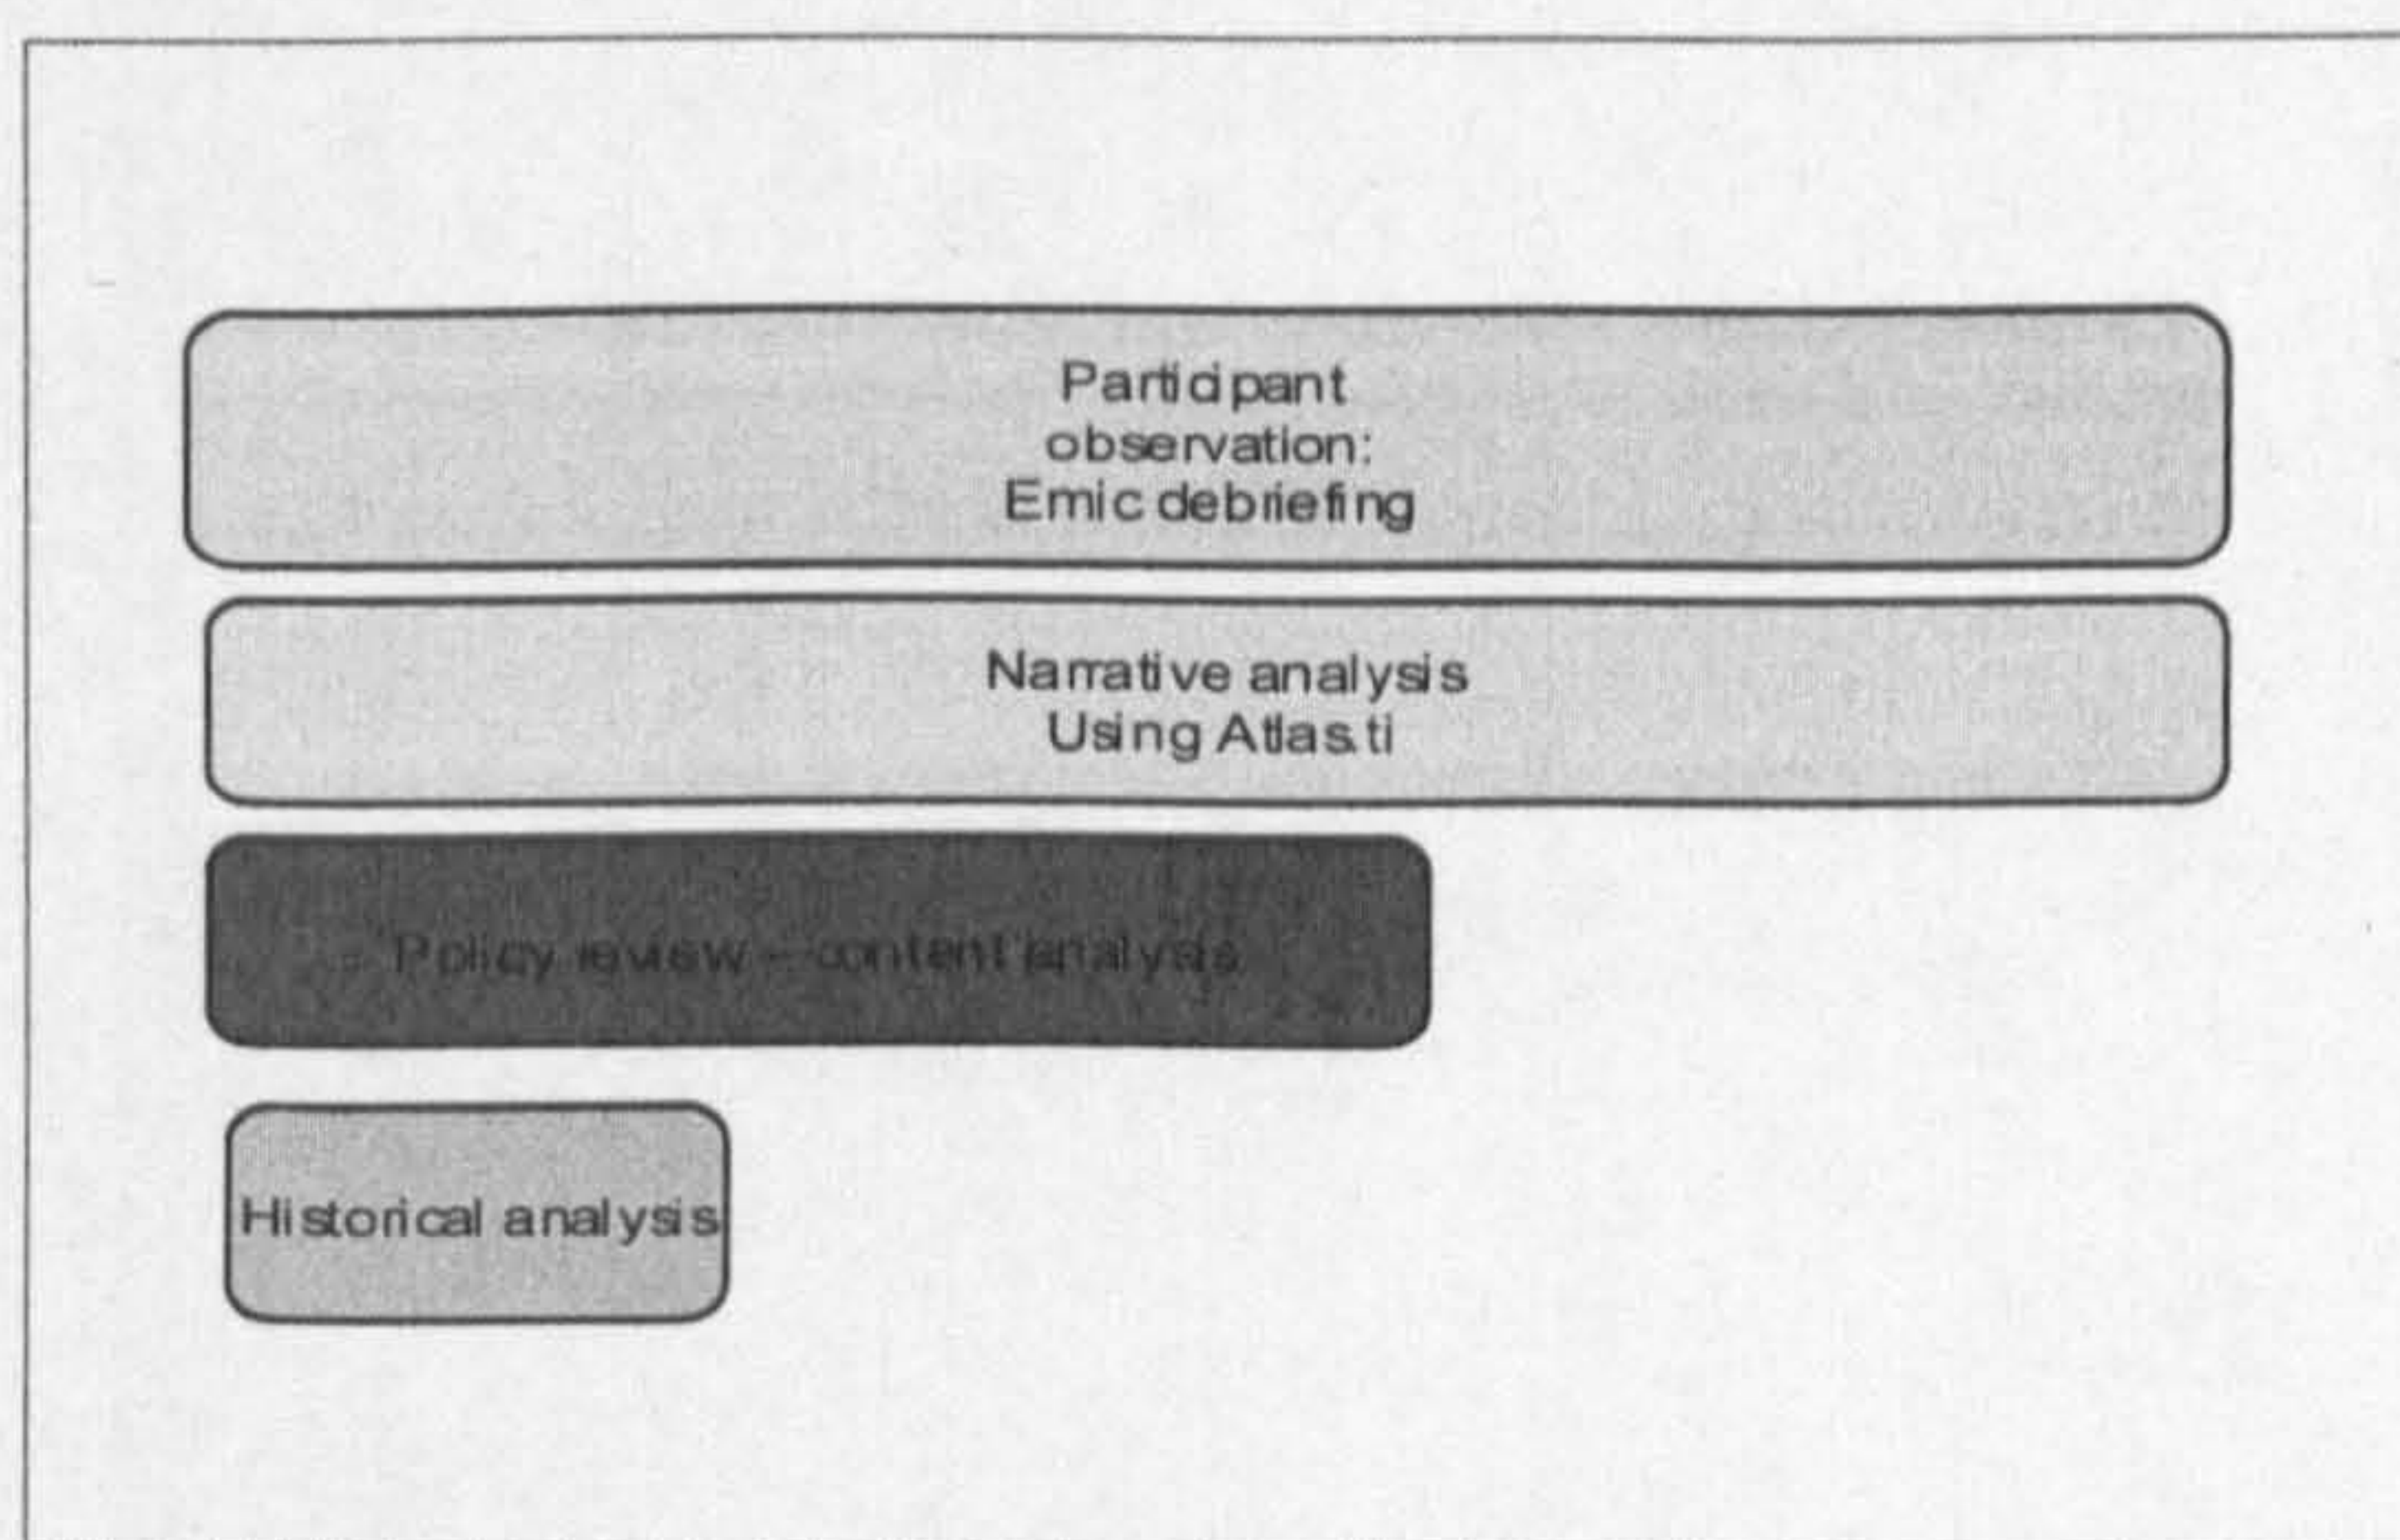 Participant
observation:
Emic debriefing
Narrative analysis
Using Atlas.ti
Policy review – content analysis
Historical analysis